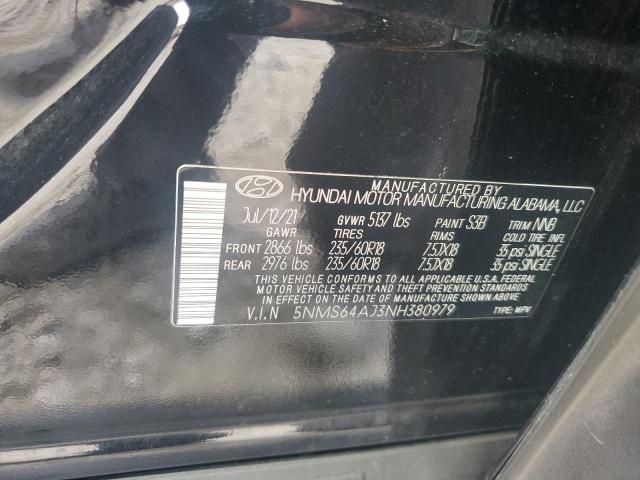 MANUFACTURED BY
HYUNDAI MOTOR MANUFACTURING ALABAMA, LLC
Jul/12/21 GVWR 5137 lbs PAINT S3B TRIM NNB
GAWR TIRES RIMS COLD TIRE INFL
FRONT 2866 lbs 235/60R18 7.5JX18 35 psi SINGLE
REAR 2976 lbs 235/60R18 7.5JX18 35 psi SINGLE
THIS VEHICLE CONFORMS TO ALL APPLICABLE U.S.A. FEDERAL
MOTOR VEHICLE SAFETY AND THEFT PREVENTION STANDARDS
IN EFFECT ON THE DATE OF MANUFACTURE SHOWN ABOVE.
V.I.N 5NMS64AJ3NH380979 TYPE: MPV